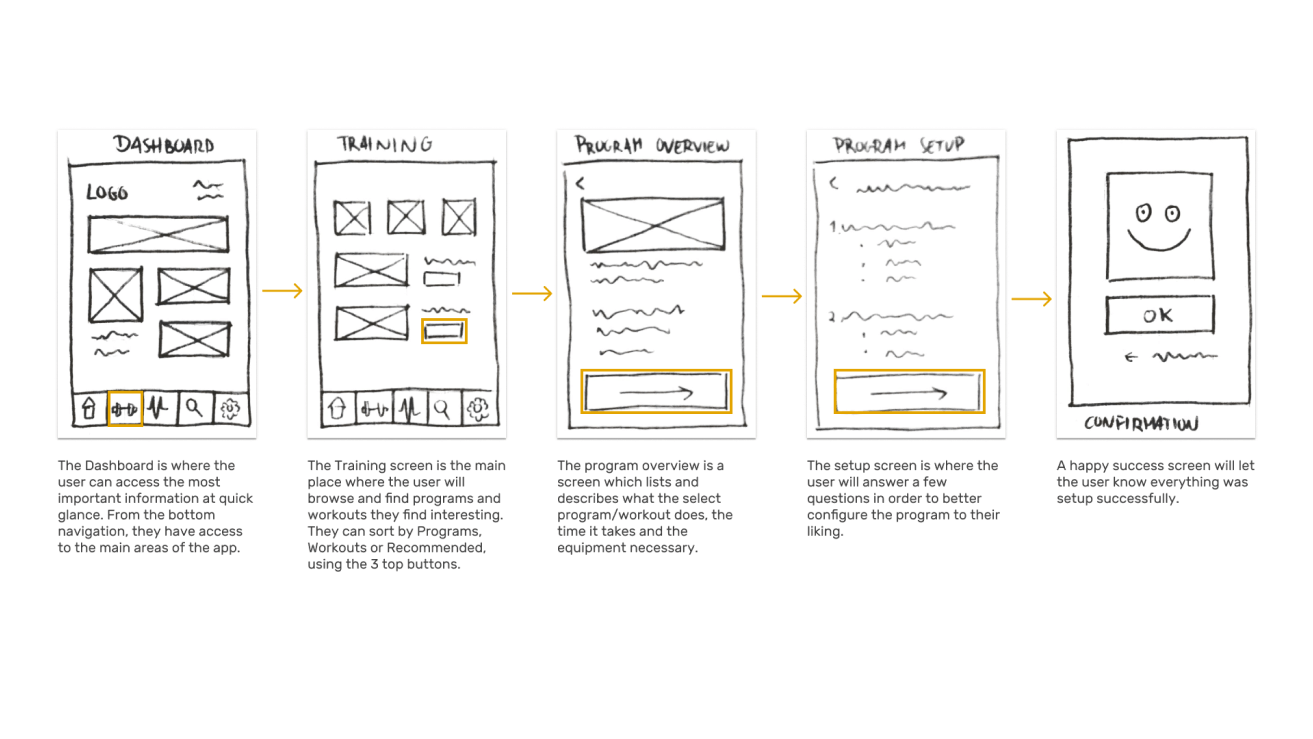 DASHBOARD
LOGO
The Dashboard is where the
user can access the most
important information at quick
glance. From the bottom
navigation, they have access
to the main areas of the app.
TRAINING
The Training screen is the main
place where the user will
browse and find programs and
workouts they find interesting.
They can sort by Programs,
Workouts or Recommended,
using the 3 top buttons.
PROGRAM OVERVIEW
The program overview is a
screen which lists and
describes what the select
program/workout does, the
time it takes and the
equipment necessary.
PROGRAM SETUP
1.
2.
The setup screen is where the
user will answer a few
questions in order to better
configure the program to their
liking.
OK
CONFIRMATION
A happy success screen will let
the user know everything was
setup successfully.